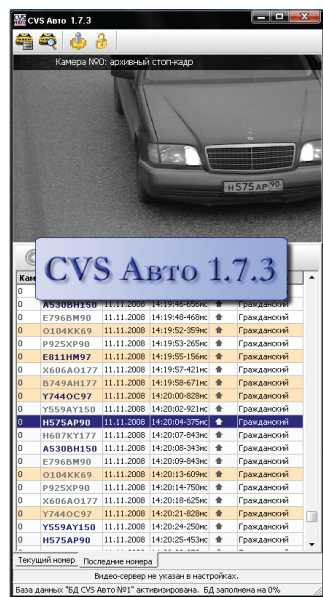 CVS Авто 1.7.3
Камера №0: архивный стоп-кадр
Н 575 АР 90
CVS Авто 1.7.3
Кам
0
0 А530ВН150 11.11.2008 14:19:46-656мс Гражданский
0 Е796ВМ90 11.11.2008 14:19:48-468мс Гражданский
0 О104КК69 11.11.2008 14:19:52-359мс Гражданский
0 Р925ХР90 11.11.2008 14:19:53-265мс Гражданский
0 Е811НМ97 11.11.2008 14:19:55-156мс Гражданский
0 Х606АО177 11.11.2008 14:19:57-421мс Гражданский
0 В749АН177 11.11.2008 14:19:58-671мс Гражданский
0 У744ОС97 11.11.2008 14:20:00-828мс Гражданский
0 У559АУ150 11.11.2008 14:20:02-921мс Гражданский
0 Н575АР90 11.11.2008 14:20:04-375мс Гражданский
0 Н607КУ177 11.11.2008 14:20:07-843мс Гражданский
0 А530ВН150 11.11.2008 14:20:08-343мс Гражданский
0 Е796ВМ90 11.11.2008 14:20:09-843мс Гражданский
0 О104КК69 11.11.2008 14:20:13-609мс Гражданский
0 Р925ХР90 11.11.2008 14:20:14-750мс Гражданский
0 Х606АО177 11.11.2008 14:20:18-625мс Гражданский
0 У744ОС97 11.11.2008 14:20:21-828мс Гражданский
0 У559АУ150 11.11.2008 14:20:24-250мс Гражданский
0 Н575АР90 11.11.2008 14:20:25-453мс Гражданский
Текущий номер Последние номера
Видео-сервер не указан в настройках.
База данных "БД CVS Авто №1" активизирована. БД заполнена на 0%